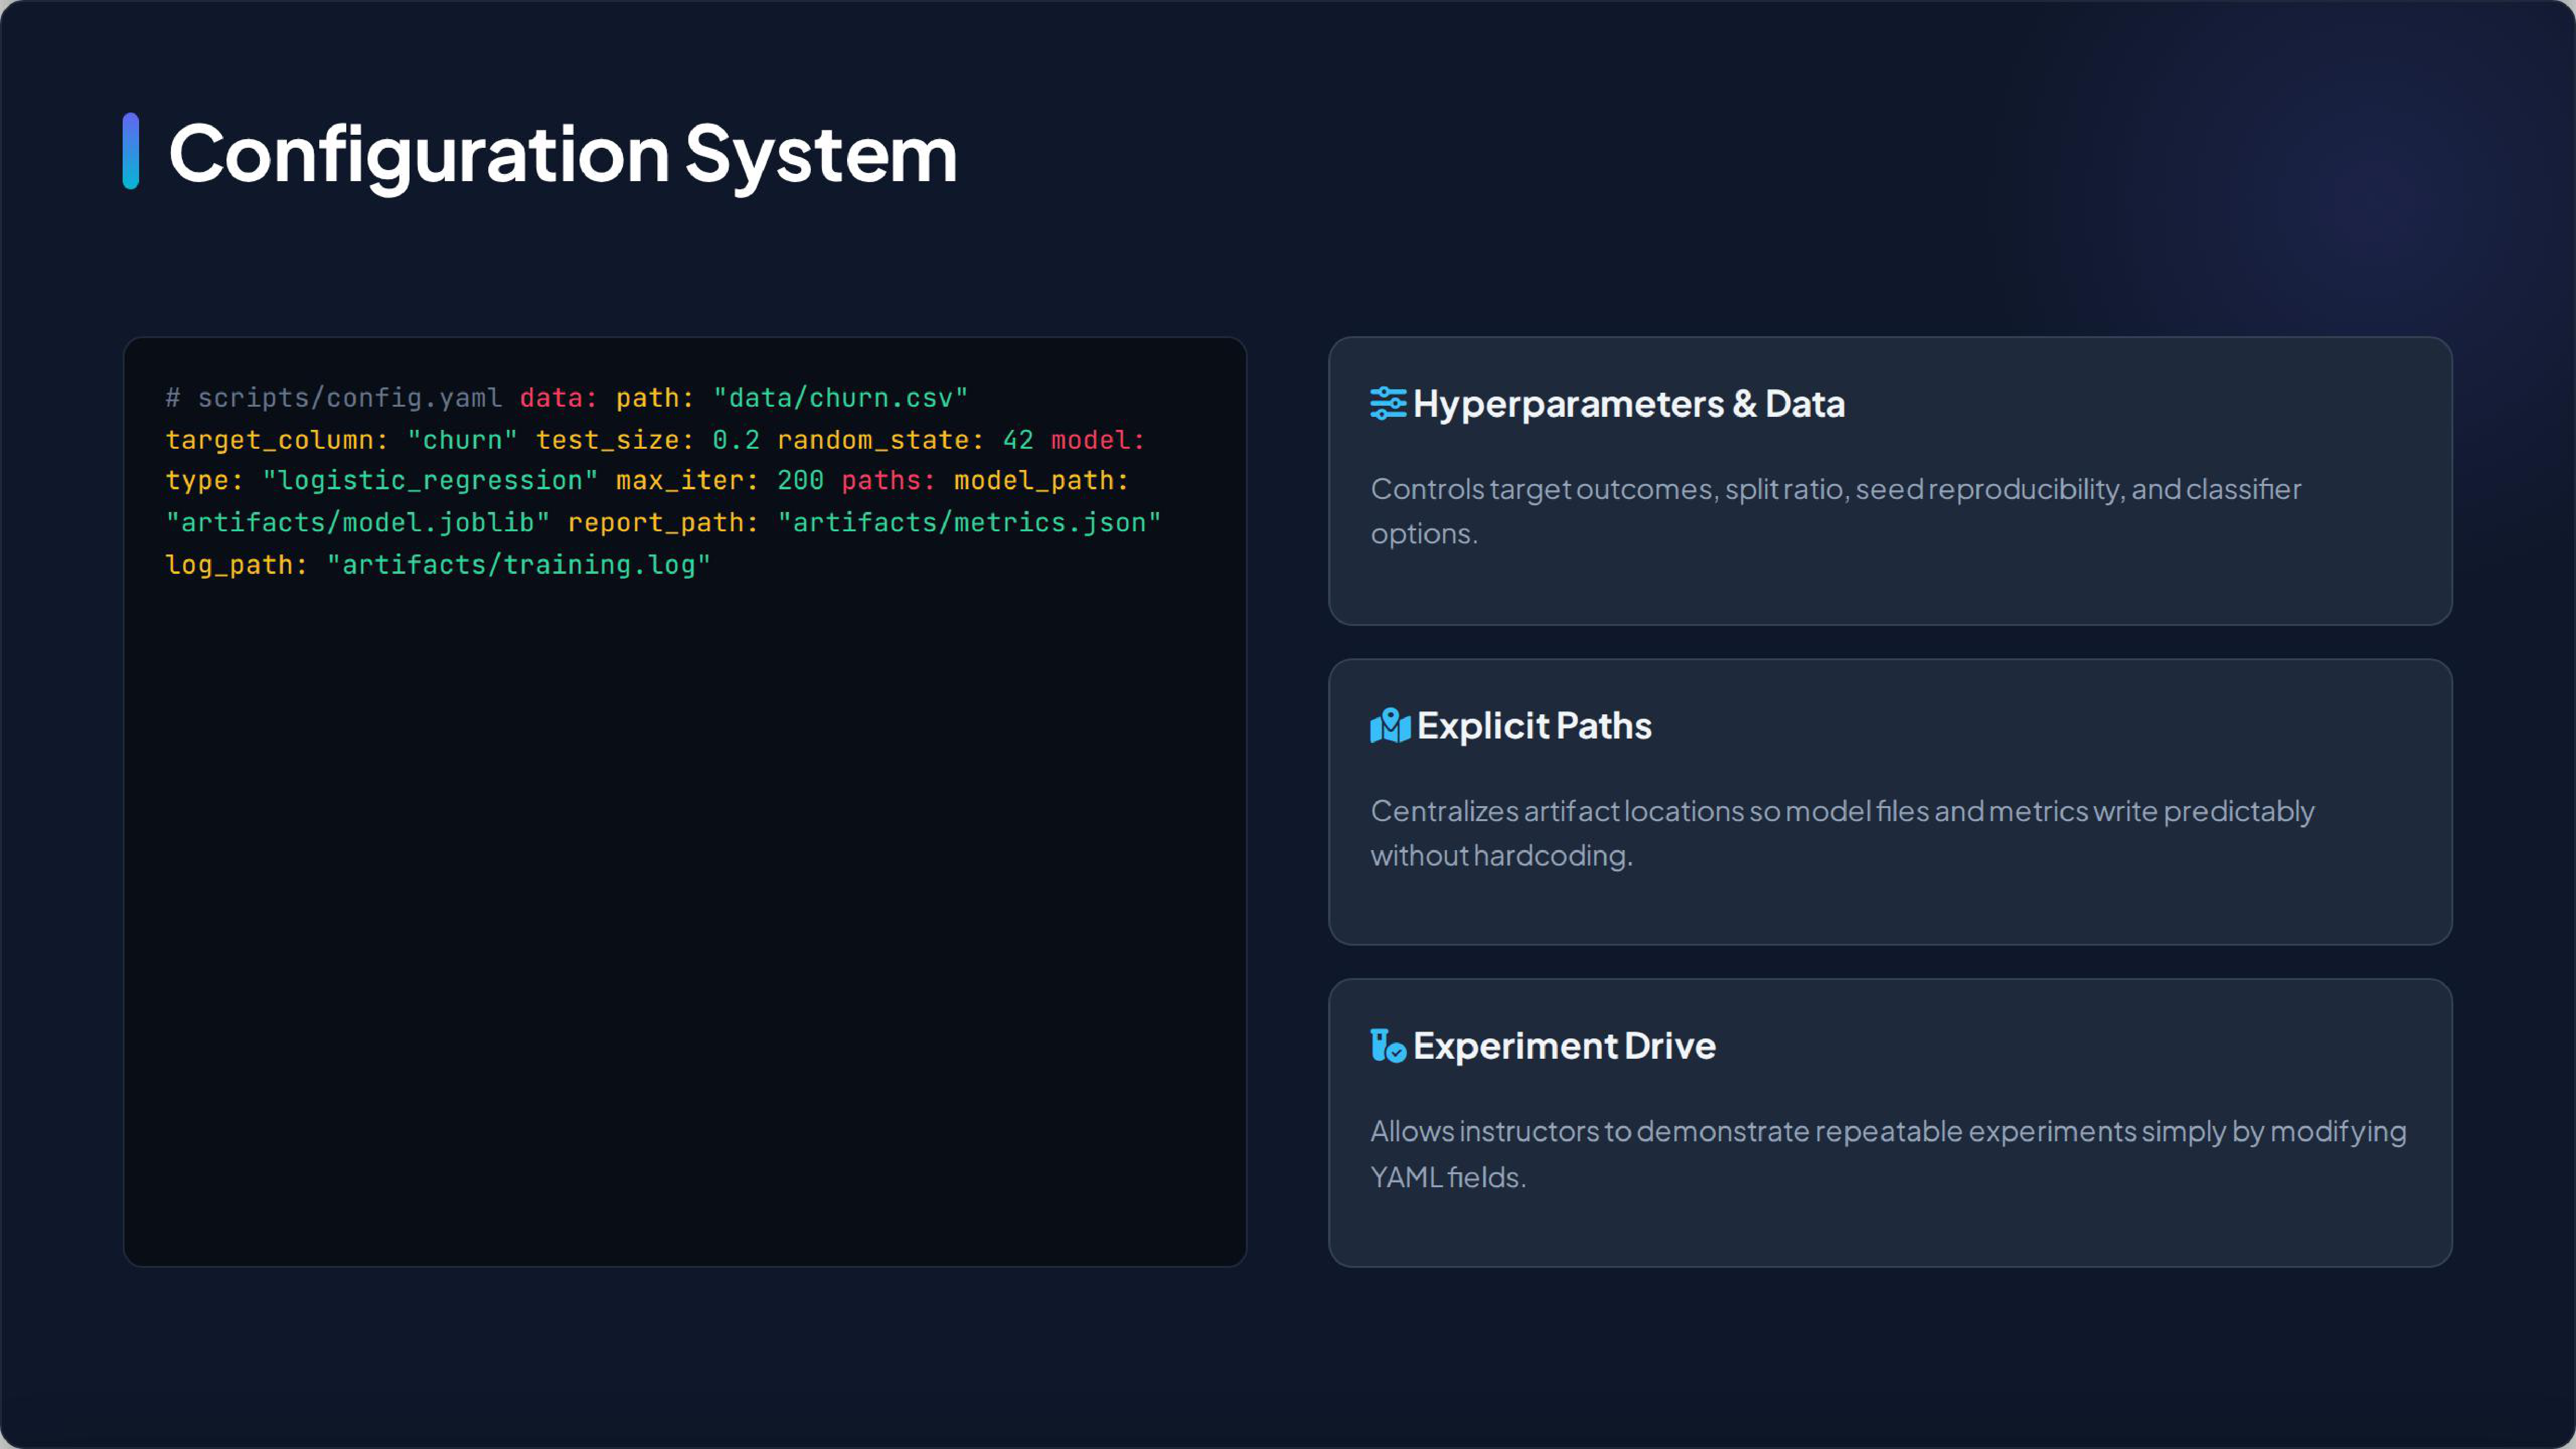 Configuration System
# scripts/config.yaml data: path: "data/churn.csv"
target_column: "churn" test_size: 0.2 random_state: 42 model:
type: "logistic_regression" max_iter: 200 paths: model_path:
"artifacts/model.joblib" report_path: "artifacts/metrics.json"
log_path: "artifacts/training.log"
Hyperparameters & Data
Controls target outcomes, split ratio, seed reproducibility, and classifier
options.
Explicit Paths
Centralizes artifact locations so model files and metrics write predictably
without hardcoding.
Experiment Drive
Allows instructors to demonstrate repeatable experiments simply by modifying
YAML fields.